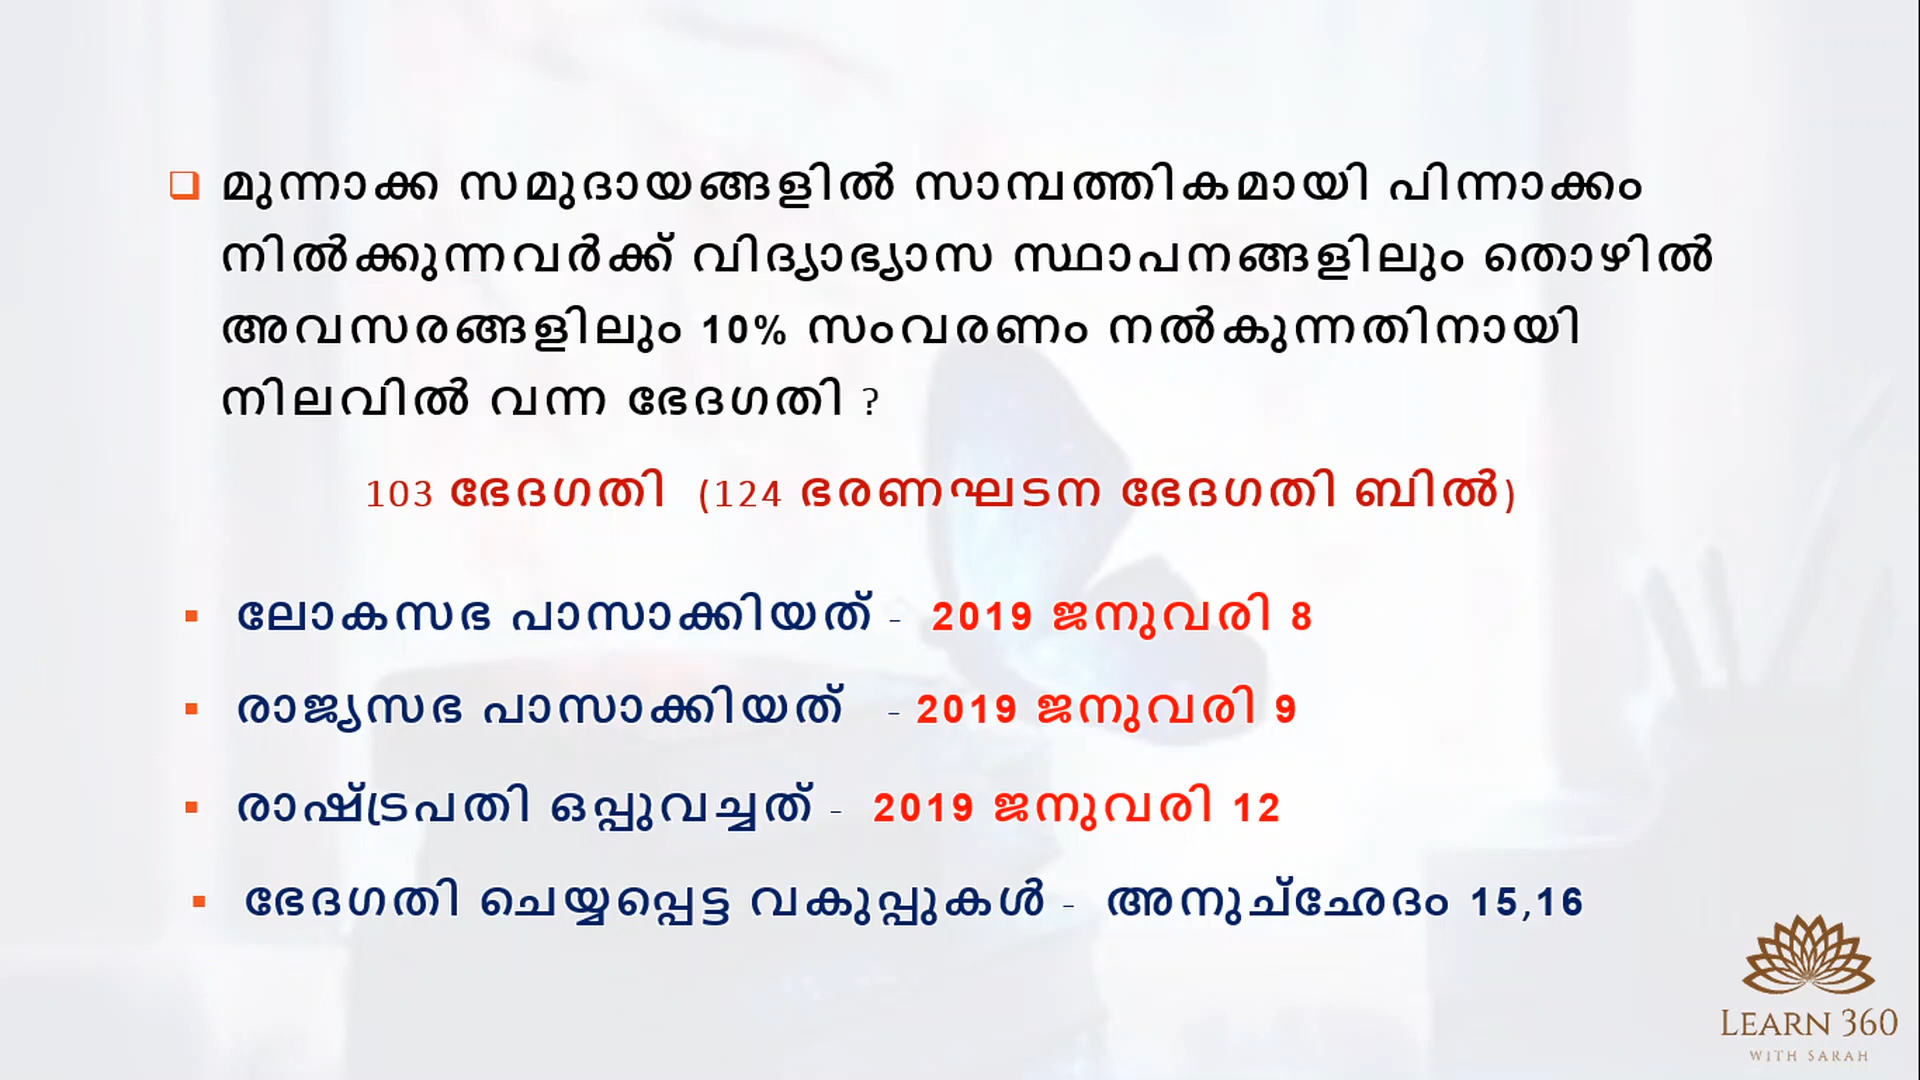 മുന്നാക്ക സമുദായങ്ങളിൽ സാമ്പത്തികമായി പിന്നാക്കം
നിൽക്കുന്നവർക്ക് വിദ്യാഭ്യാസ സ്ഥാപനങ്ങളിലും തൊഴിൽ
അവസരങ്ങളിലും 10% സംവരണം നൽകുന്നതിനായി
നിലവിൽ വന്ന ഭേദഗതി ?
103 ഭേദഗതി (124 ഭരണഘടന ഭേദഗതി ബിൽ)
ലോകസഭ പാസാക്കിയത് - 2019 ജനുവരി 8
രാജ്യസഭ പാസാക്കിയത് - 2019 ജനുവരി 9
രാഷ്ട്രപതി ഒപ്പുവച്ചത് - 2019 ജനുവരി 12
ഭേദഗതി ചെയ്യപ്പെട്ട വകുപ്പുകൾ - അനുച്ഛേദം 15,16
LEARN 360
WITH SARAH